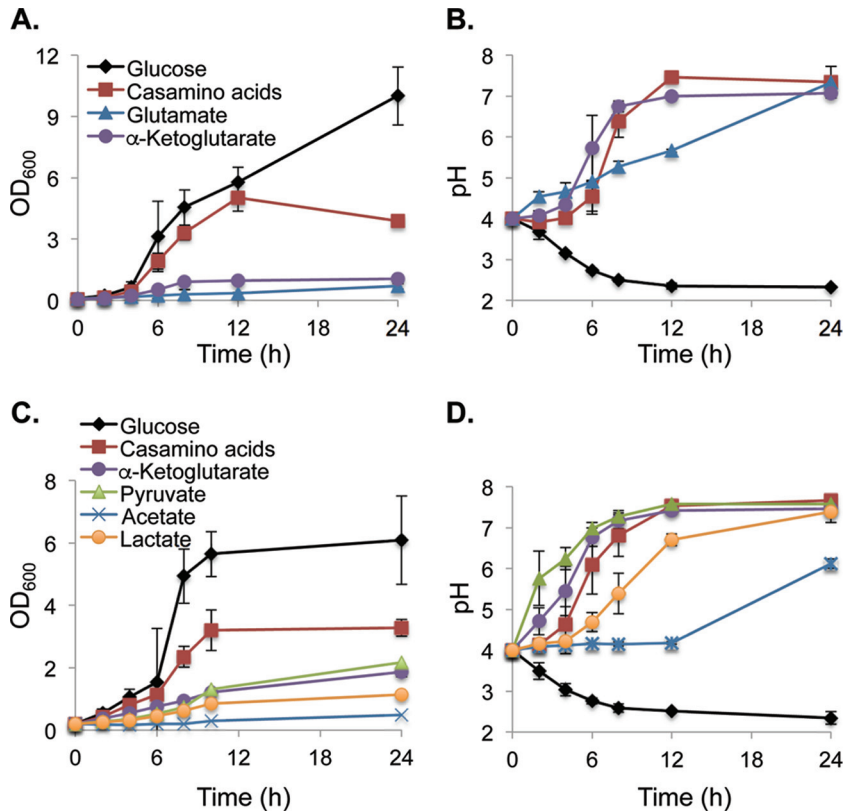 A.
12
9
6
3
0
OD600
Glucose
Casamino acids
Glutamate
α-Ketoglutarate
0 6 12 18 24
Time (h)
B.
8
7
6
5
4
3
2
pH
0 6 12 18 24
Time (h)
C.
8
6
4
2
0
OD600
Glucose
Casamino acids
α-Ketoglutarate
Pyruvate
Acetate
Lactate
0 6 12 18 24
Time (h)
D.
8
7
6
5
4
3
2
pH
0 6 12 18 24
Time (h)